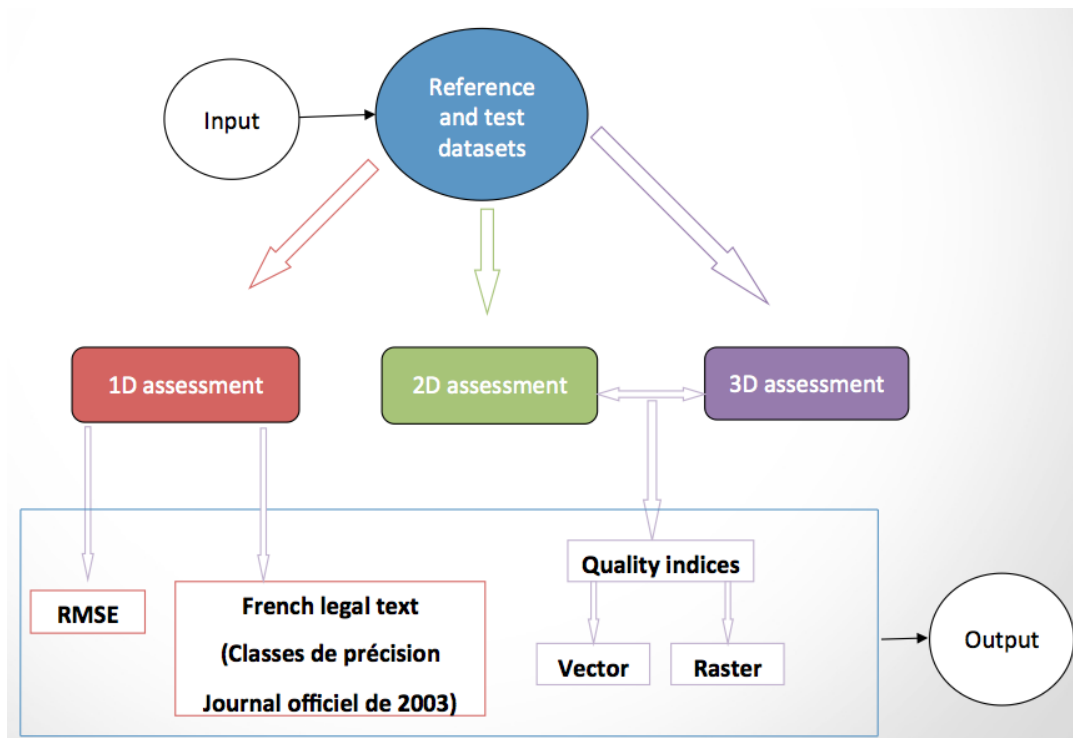 Input
Reference
and test
datasets
1D assessment
2D assessment
3D assessment
RMSE
French legal text
(Classes de précision
Journal officiel de 2003)
Quality indices
Vector
Raster
Output